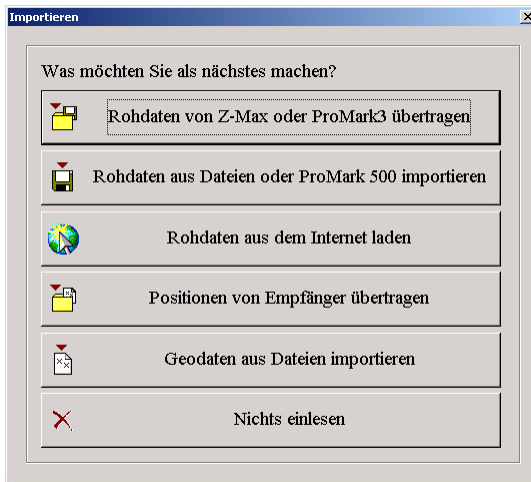 Importieren
Was möchten Sie als nächstes machen?
Rohdaten von Z-Max oder ProMark3 übertragen
Rohdaten aus Dateien oder ProMark 500 importieren
Rohdaten aus dem Internet laden
Positionen von Empfänger übertragen
Geodaten aus Dateien importieren
Nichts einlesen